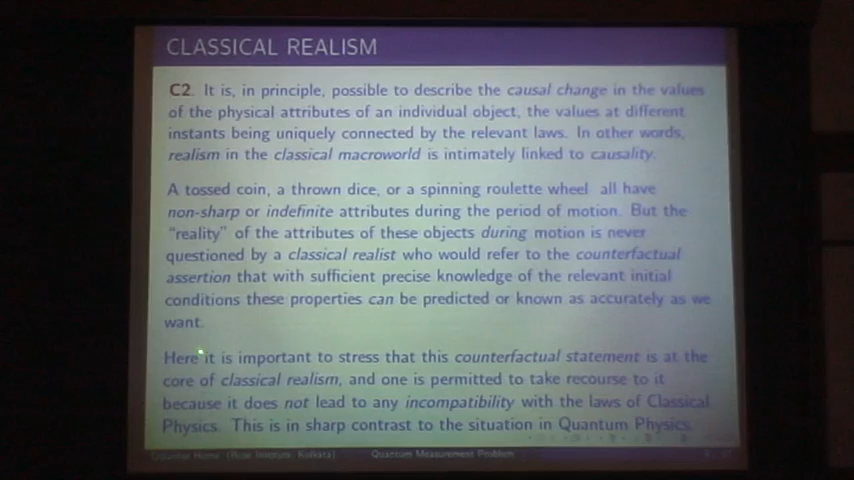 CLASSICAL REALISM
C2. It is, in principle, possible to describe the causal change in the values
of the physical attributes of an individual object, the values at different
instants being uniquely connected by the relevant laws. In other words,
realism in the classical macroworld is intimately linked to causality.
A tossed coin, a thrown dice, or a spinning roulette wheel all have
non-sharp or indefinite attributes during the period of motion. But the
"reality" of the attributes of these objects during motion is never
questioned by a classical realist who would refer to the counterfactual
assertion that with sufficient precise knowledge of the relevant initial
conditions these properties can be predicted or known as accurately as we
want.
Here it is important to stress that this counterfactual statement is at the
core of classical realism, and one is permitted to take recourse to it
because it does not lead to any incompatibility with the laws of Classical
Physics. This is in sharp contrast to the situation in Quantum Physics.
Home (Bose Institute, Kolkata) Quantum Measurement Problem